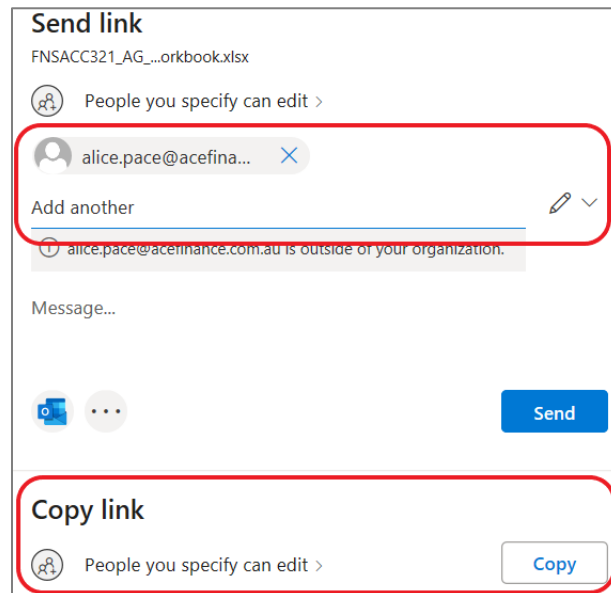 Send link
FNSACC321_AG_...orkbook.xlsx
People you specify can edit >
alice.pace@acefina...
Add another
alice.pace@acefinance.com.au is outside of your organization.
Message...
Send
Copy link
People you specify can edit >
Copy